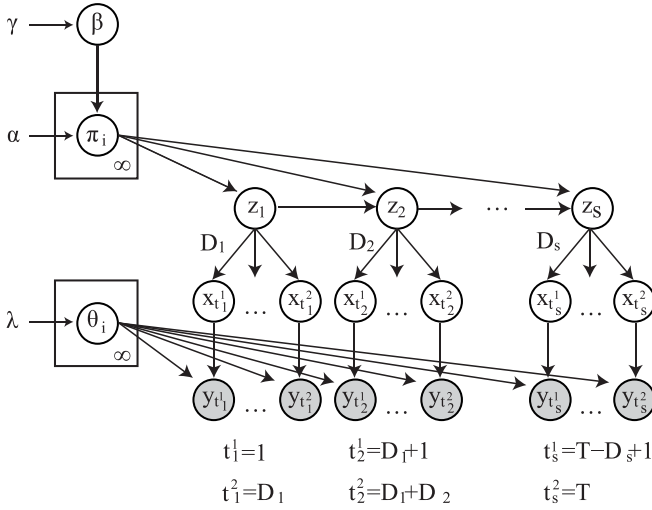 γ β
α π_i ∞
z_1 z_2 ... z_S
D_1 D_2 D_s
x_{t_1^1} ... x_{t_1^2} x_{t_2^1} ... x_{t_2^2} x_{t_s^1} ... x_{t_s^2}
λ θ_i ∞
y_{t_1^1} ... y_{t_1^2} y_{t_2^1} ... y_{t_2^2} y_{t_s^1} ... y_{t_s^2}
t_1^1=1 t_2^1=D_1+1 t_s^1=T−D_s+1
t_1^2=D_1 t_2^2=D_1+D_2 t_s^2=T